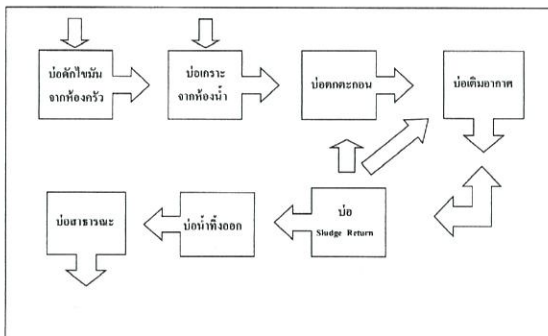 บ่อดักไขมัน
จากห้องครัว
บ่อเกราะ
จากห้องน้ำ
บ่อตกตะกอน
บ่อเติมอากาศ
บ่อสาธารณะ
บ่อน้ำทิ้งออก
บ่อ
Sludge Return